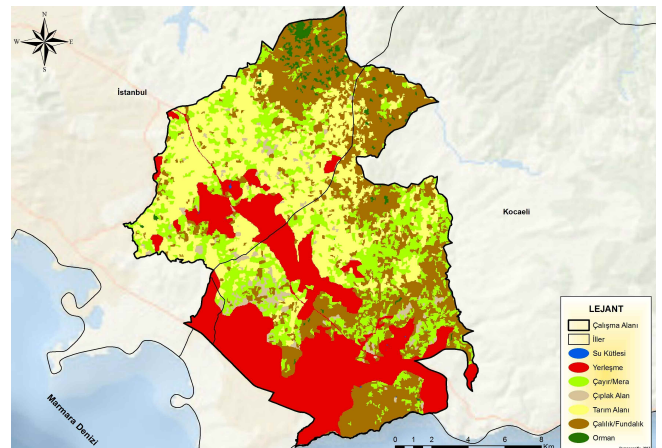 N
W E
S
İstanbul
Kocaeli
Marmara Denizi
LEJANT
Çalışma Alanı
İller
Su Kütlesi
Yerleşme
Çayır/Mera
Çıplak Alan
Tarım Alanı
Çalılık/Fundalık
Orman
0 1 2 4 6 8
Km